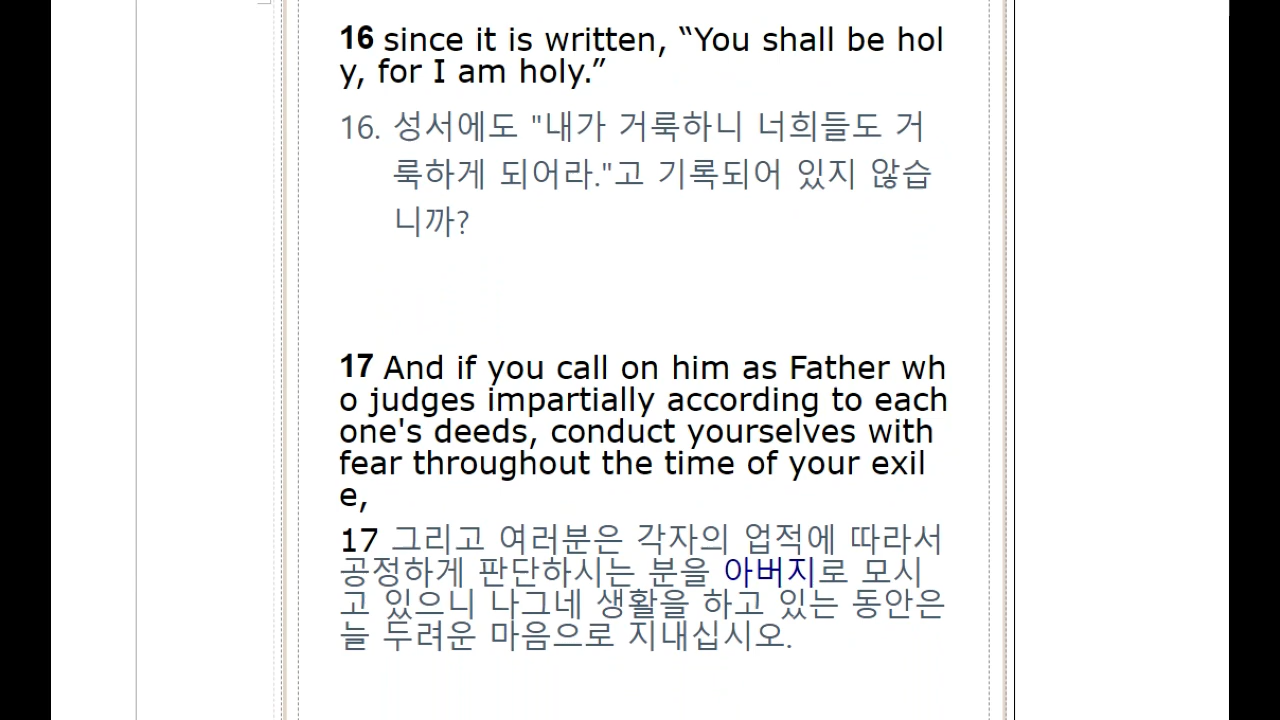 16 since it is written, “You shall be hol
y, for I am holy.”
16. 성서에도 "내가 거룩하니 너희들도 거
룩하게 되어라."고 기록되어 있지 않습
니까?
17 And if you call on him as Father wh
o judges impartially according to each
one's deeds, conduct yourselves with
fear throughout the time of your exil
e,
17 그리고 여러분은 각자의 업적에 따라서
공정하게 판단하시는 분을 아버지로 모시
고 있으니 나그네 생활을 하고 있는 동안은
늘 두려운 마음으로 지내십시오.